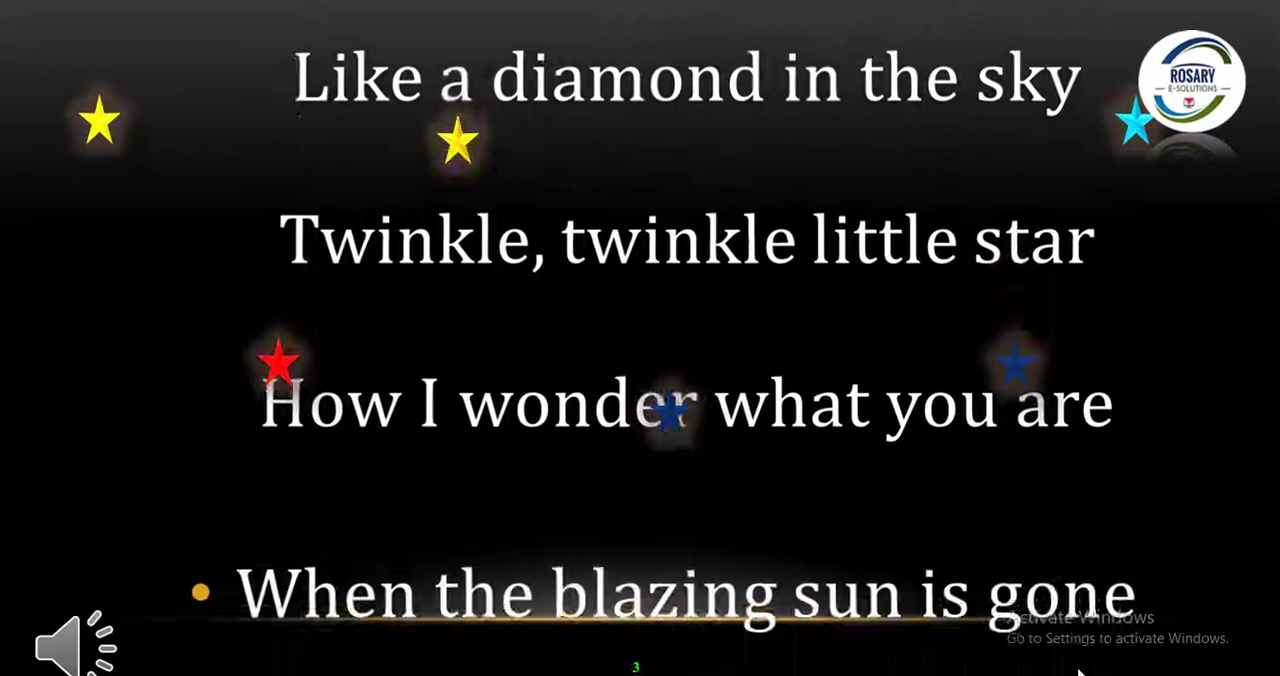 Like a diamond in the sky
ROSARY
E-SOLUTIONS
Twinkle, twinkle little star
How I wonder what you are
• When the blazing sun is gone
Activate Windows
Go to Settings to activate Windows.
3